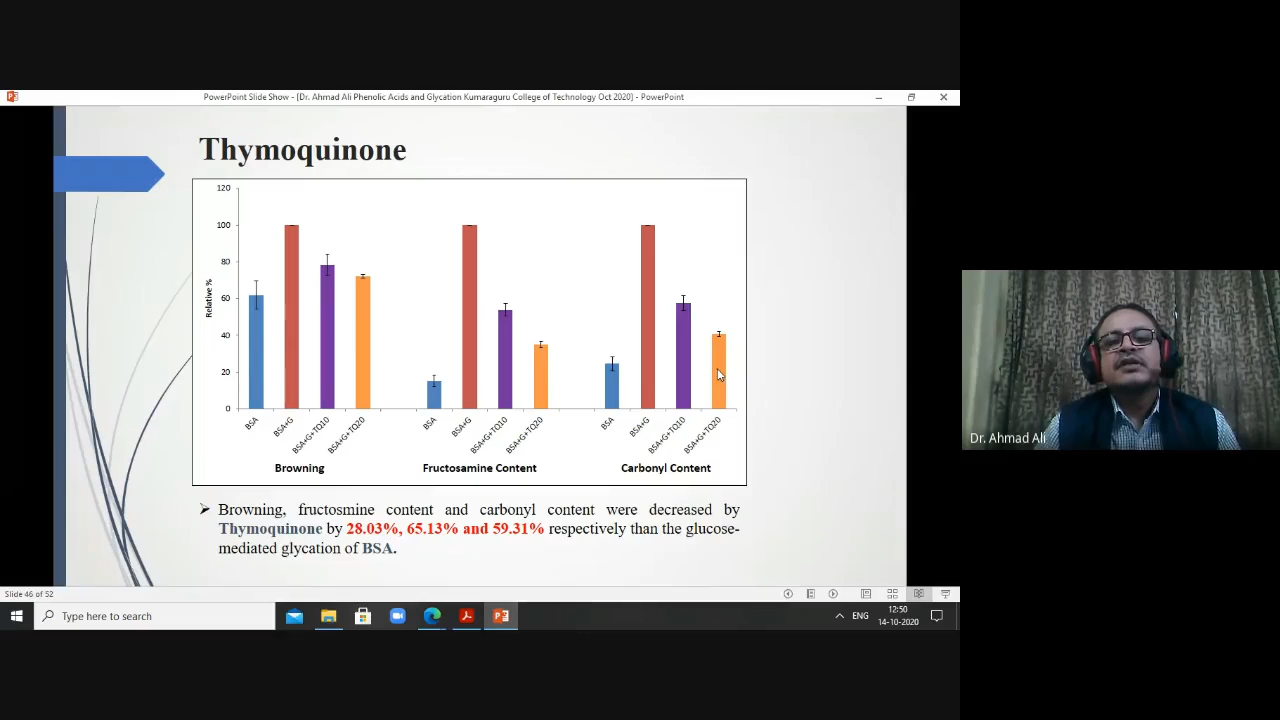 PowerPoint Slide Show - [Dr. Ahmad Ali Phenolic Acids and Glycation Kumaraguru College of Technology Oct 2020] - PowerPoint
Thymoquinone
120
100
80
60
40
20
0
Relative %
BSA
BSA+G
BSA+G+TQ10
BSA+G+TQ20
BSA
BSA+G
BSA+G+TQ10
BSA+G+TQ20
BSA
BSA+G
BSA+G+TQ10
BSA+G+TQ20
Browning
Fructosamine Content
Carbonyl Content
Browning, fructosmine content and carbonyl content were decreased by
Thymoquinone by 28.03%, 65.13% and 59.31% respectively than the glucose-
mediated glycation of BSA.
Dr. Ahmad Ali
Slide 46 of 52
Type here to search
ENG
12:50
14-10-2020